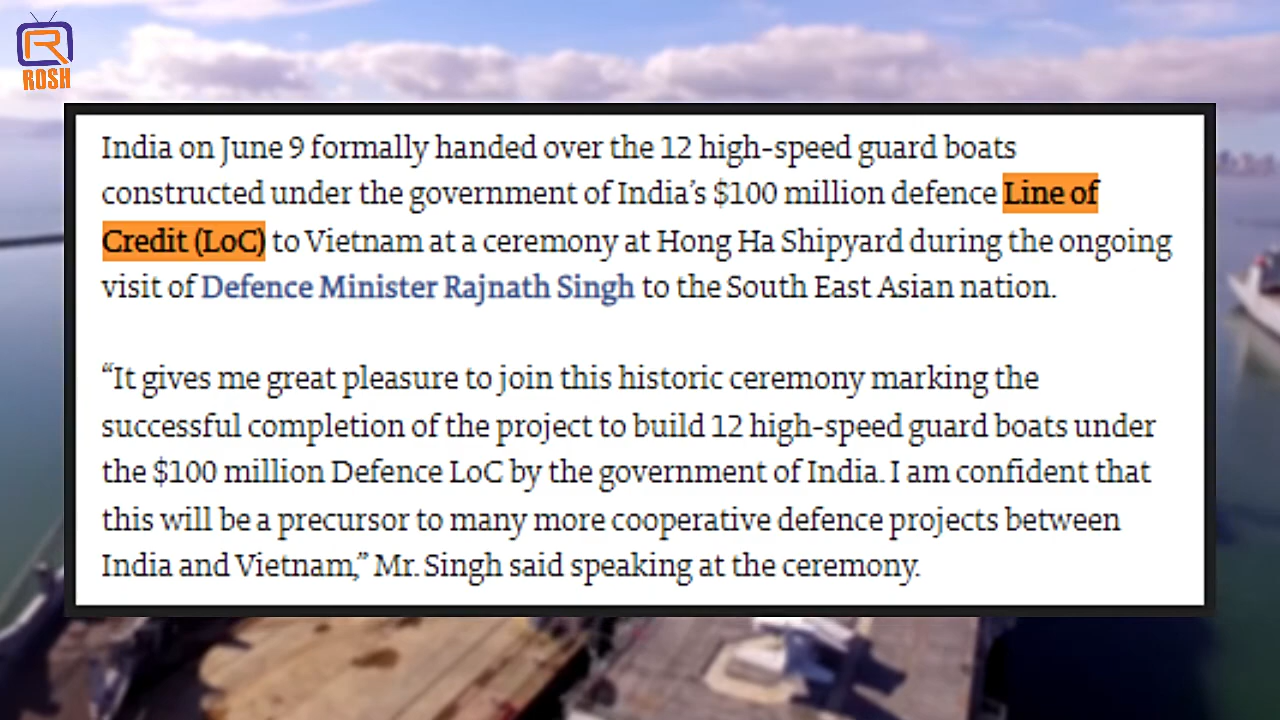 ROSH
India on June 9 formally handed over the 12 high-speed guard boats
constructed under the government of India’s $100 million defence Line of
Credit (LoC) to Vietnam at a ceremony at Hong Ha Shipyard during the ongoing
visit of Defence Minister Rajnath Singh to the South East Asian nation.
“It gives me great pleasure to join this historic ceremony marking the
successful completion of the project to build 12 high-speed guard boats under
the $100 million Defence LoC by the government of India. I am confident that
this will be a precursor to many more cooperative defence projects between
India and Vietnam,” Mr. Singh said speaking at the ceremony.